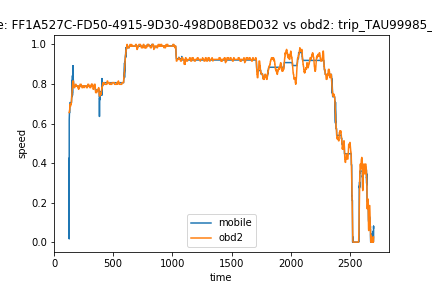 e: FF1A527C-FD50-4915-9D30-498D0B8ED032 vs obd2: trip_TAU99985_
1.0
0.8
0.6
0.4
0.2
0.0
speed
mobile
obd2
0 500 1000 1500 2000 2500
time